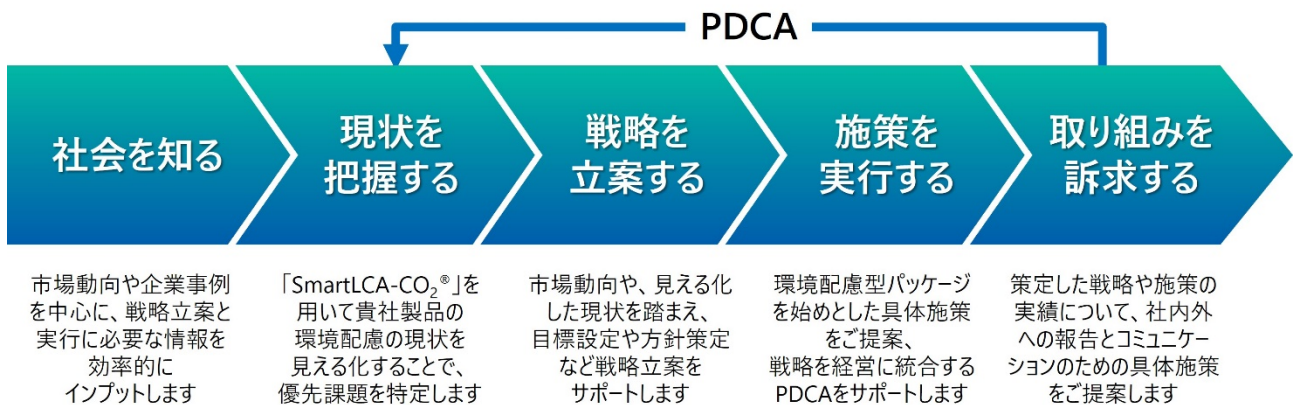 PDCA
社会を知る
現状を
把握する
戦略を
立案する
施策を
実行する
取り組みを
訴求する
市場動向や企業事例
を中心に、戦略立案と
実行に必要な情報を
効率的に
インプットします
「SmartLCA-CO₂®」を
用いて貴社製品の
環境配慮の現状を
見える化することで、
優先課題を特定します
市場動向や、見える化
した現状を踏まえ、
目標設定や方針策定
など戦略立案を
サポートします
環境配慮型パッケージ
を始めとした具体施策
をご提案、
戦略を経営に統合する
PDCAをサポートします
策定した戦略や施策の
実績について、社内外
への報告とコミュニケー
ションのための具体施策
をご提案します